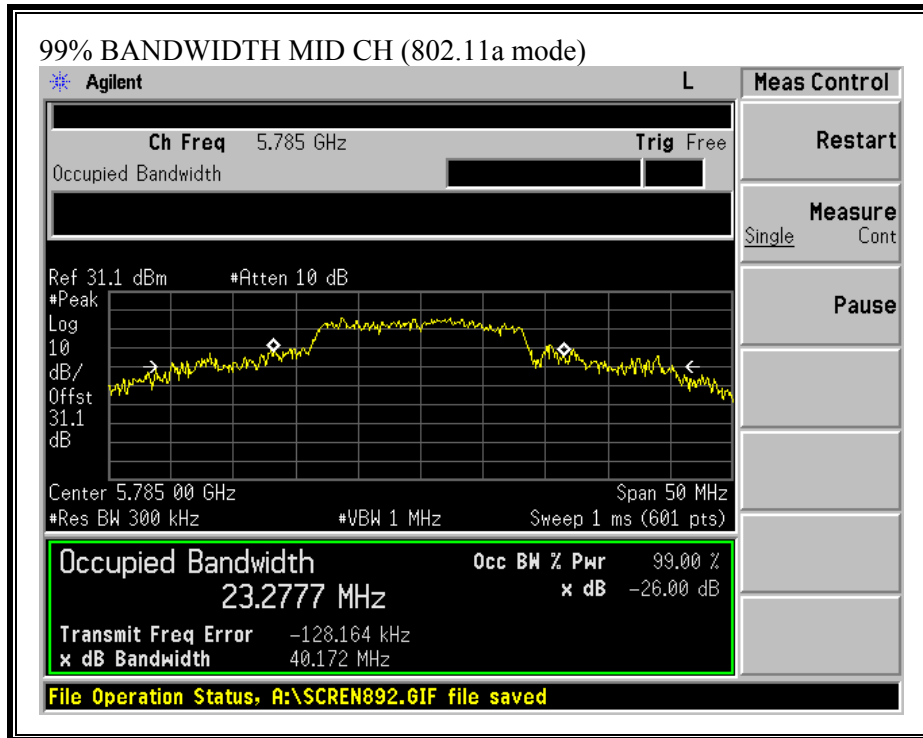 99% BANDWIDTH MID CH (802.11a mode)
Agilent L Meas Control
Ch Freq 5.785 GHz Trig Free
Occupied Bandwidth
Restart
Measure
Single Cont
Pause
Ref 31.1 dBm #Atten 10 dB
#Peak
Log
10
dB/
Offst
31.1
dB
Center 5.785 00 GHz Span 50 MHz
#Res BW 300 kHz #VBW 1 MHz Sweep 1 ms (601 pts)
Occupied Bandwidth Occ BW % Pwr 99.00 %
23.2777 MHz x dB -26.00 dB
Transmit Freq Error -128.164 kHz
x dB Bandwidth 40.172 MHz
File Operation Status, A:\SCREN892.GIF file saved